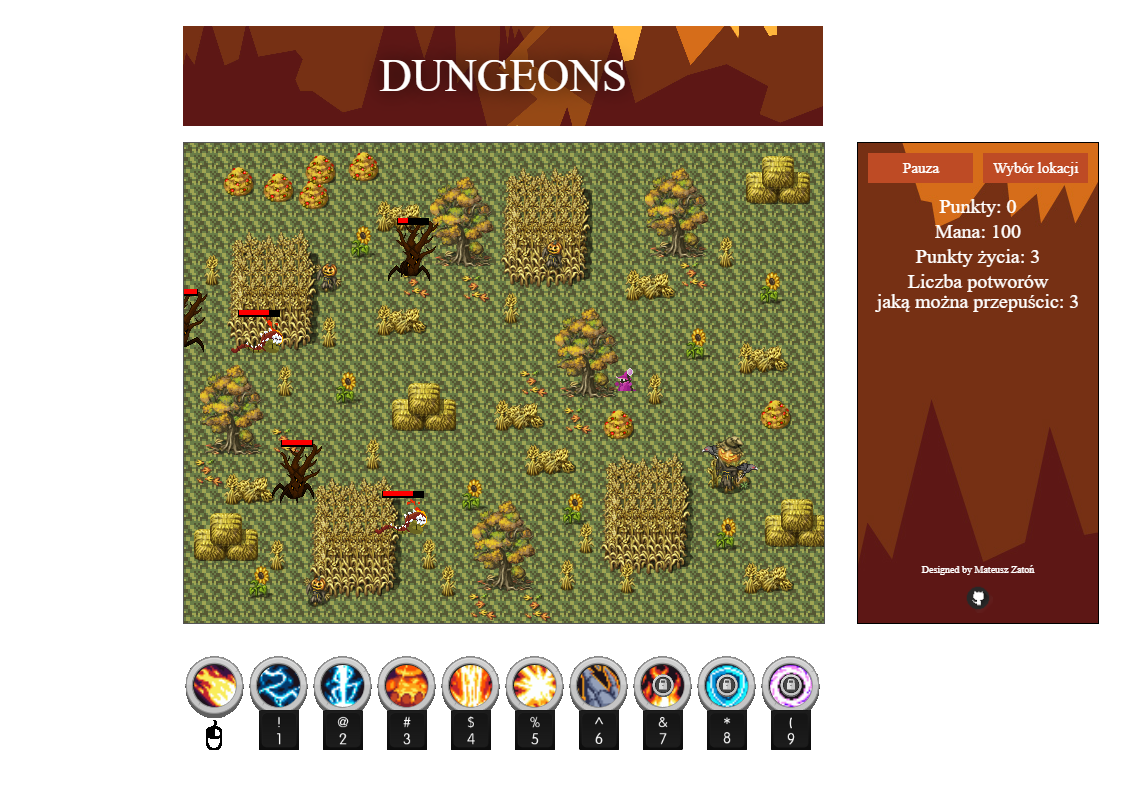 DUNGEONS
Pauza
Wybór lokacji
Punkty: 0
Mana: 100
Punkty życia: 3
Liczba potworów
jaką można przepuścic: 3
Designed by Mateusz Zatoń
! @ # $ % ^ & * (
1 2 3 4 5 6 7 8 9